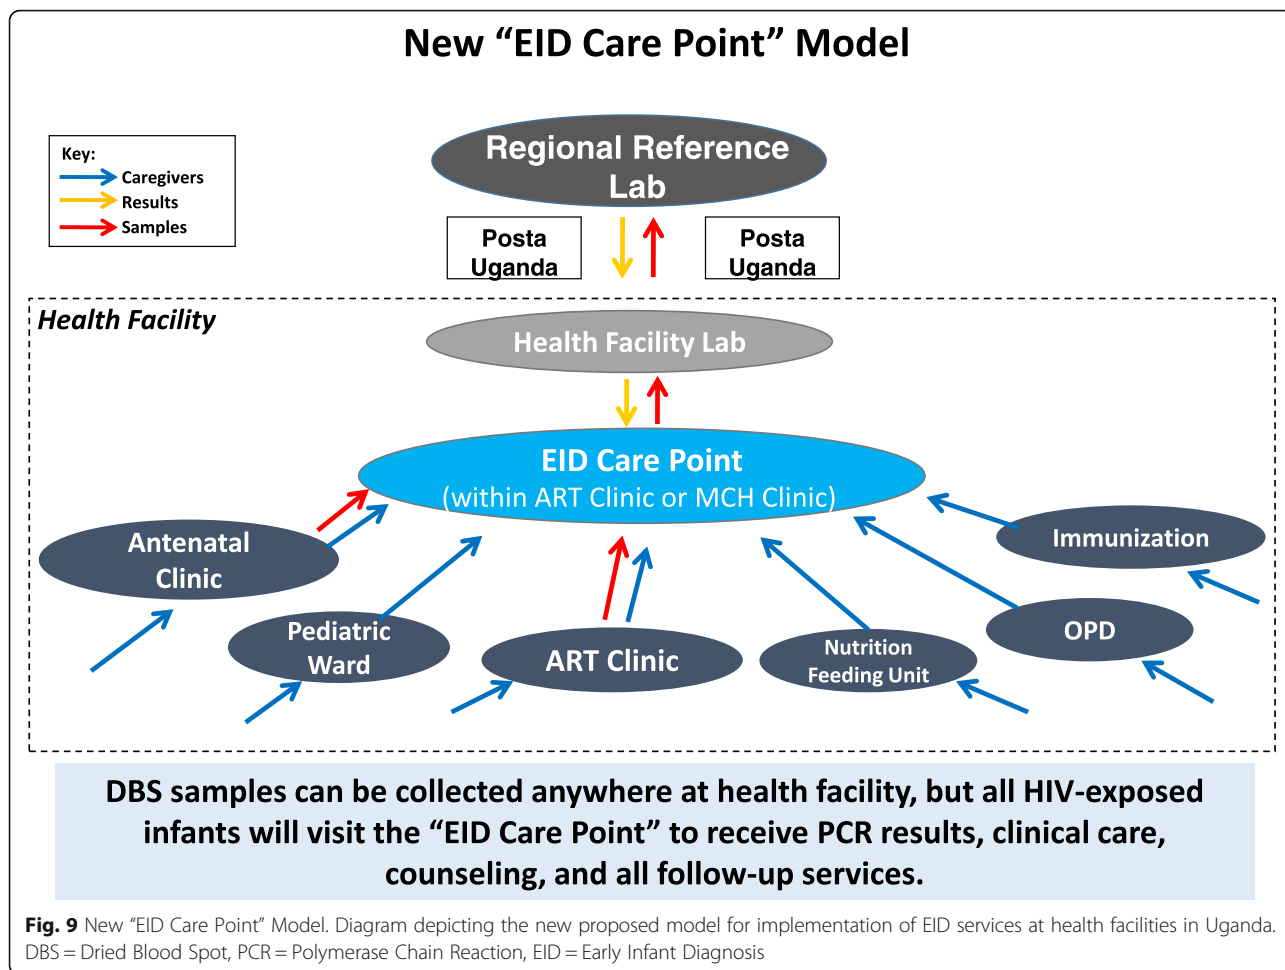 New “EID Care Point” Model
Key:
Caregivers
Results
Samples
Regional Reference
Lab
Posta
Uganda
Posta
Uganda
Health Facility
Health Facility Lab
EID Care Point
(within ART Clinic or MCH Clinic)
Antenatal
Clinic
Immunization
Pediatric
Ward
ART Clinic
Nutrition
Feeding Unit
OPD
DBS samples can be collected anywhere at health facility, but all HIV-exposed
infants will visit the “EID Care Point” to receive PCR results, clinical care,
counseling, and all follow-up services.
Fig. 9 New “EID Care Point” Model. Diagram depicting the new proposed model for implementation of EID services at health facilities in Uganda.
DBS = Dried Blood Spot, PCR = Polymerase Chain Reaction, EID = Early Infant Diagnosis